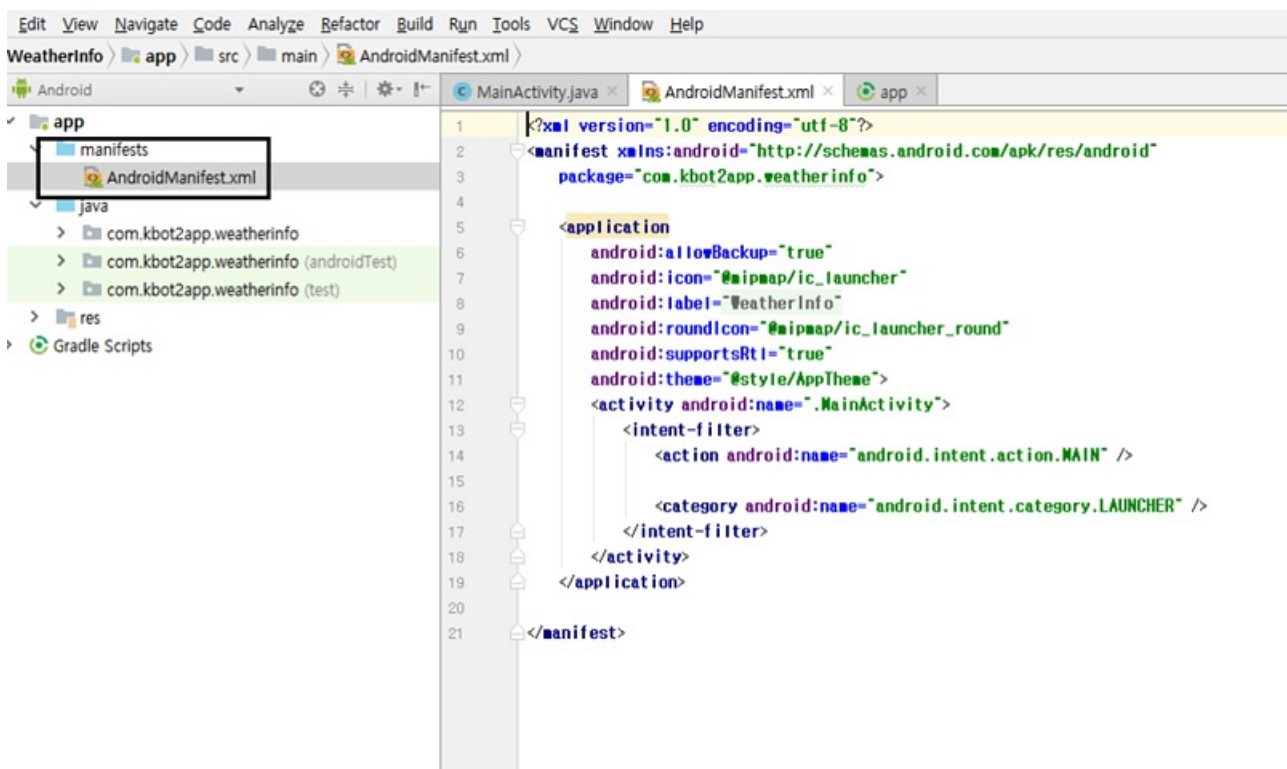 Edit View Navigate Code Analyze Refactor Build Run Tools VCS Window Help
WeatherInfo app src main AndroidManifest.xml
Android
MainActivity.java AndroidManifest.xml app
app
manifests
AndroidManifest.xml
java
com.kbot2app.weatherinfo
com.kbot2app.weatherinfo (androidTest)
com.kbot2app.weatherinfo (test)
res
Gradle Scripts
1 <?xml version="1.0" encoding="utf-8"?>
2 <manifest xmlns:android="http://schemas.android.com/apk/res/android"
3 package="com.kbot2app.weatherinfo">
4
5 <application
6 android:allowBackup="true"
7 android:icon="@mipmap/ic_launcher"
8 android:label="WeatherInfo"
9 android:roundIcon="@mipmap/ic_launcher_round"
10 android:supportsRtl="true"
11 android:theme="@style/AppTheme">
12 <activity android:name=".MainActivity">
13 <intent-filter>
14 <action android:name="android.intent.action.MAIN" />
15
16 <category android:name="android.intent.category.LAUNCHER" />
17 </intent-filter>
18 </activity>
19 </application>
20
21 </manifest>